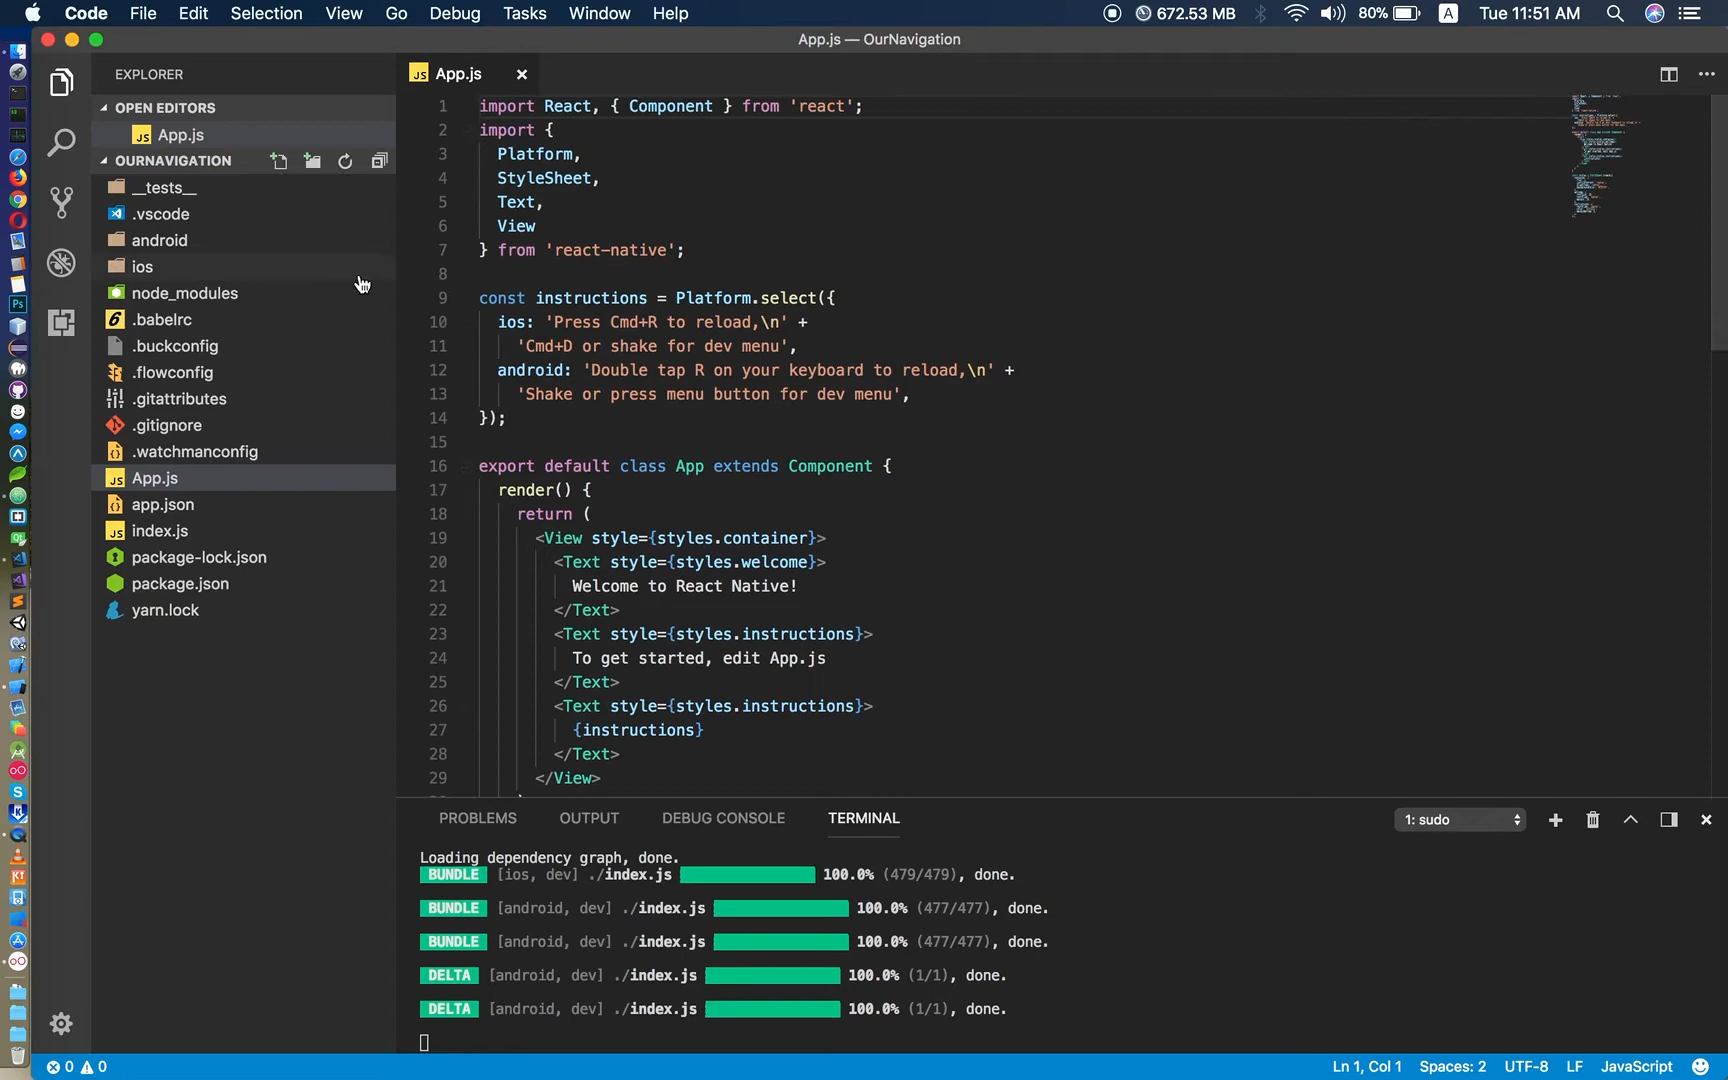 Code File Edit Selection View Go Debug Tasks Window Help
672.53 MB 80% A Tue 11:51 AM
App.js — OurNavigation
EXPLORER
OPEN EDITORS
JS App.js
OURNAVIGATION
__tests__
.vscode
android
ios
node_modules
6 .babelrc
.buckconfig
.flowconfig
.gitattributes
.gitignore
.watchmanconfig
JS App.js
app.json
JS index.js
package-lock.json
package.json
yarn.lock
JS App.js
1 import React, { Component } from 'react';
2 import {
3 Platform,
4 StyleSheet,
5 Text,
6 View
7 } from 'react-native';
8
9 const instructions = Platform.select({
10 ios: 'Press Cmd+R to reload,\n' +
11 'Cmd+D or shake for dev menu',
12 android: 'Double tap R on your keyboard to reload,\n' +
13 'Shake or press menu button for dev menu',
14 });
15
16 export default class App extends Component {
17 render() {
18 return (
19 <View style={styles.container}>
20 <Text style={styles.welcome}>
21 Welcome to React Native!
22 </Text>
23 <Text style={styles.instructions}>
24 To get started, edit App.js
25 </Text>
26 <Text style={styles.instructions}>
27 {instructions}
28 </Text>
29 </View>
PROBLEMS OUTPUT DEBUG CONSOLE TERMINAL
1: sudo
Loading dependency graph, done.
BUNDLE [ios, dev] ./index.js 100.0% (479/479), done.
BUNDLE [android, dev] ./index.js 100.0% (477/477), done.
BUNDLE [android, dev] ./index.js 100.0% (477/477), done.
DELTA [android, dev] ./index.js 100.0% (1/1), done.
DELTA [android, dev] ./index.js 100.0% (1/1), done.
0 0
Ln 1, Col 1 Spaces: 2 UTF-8 LF JavaScript